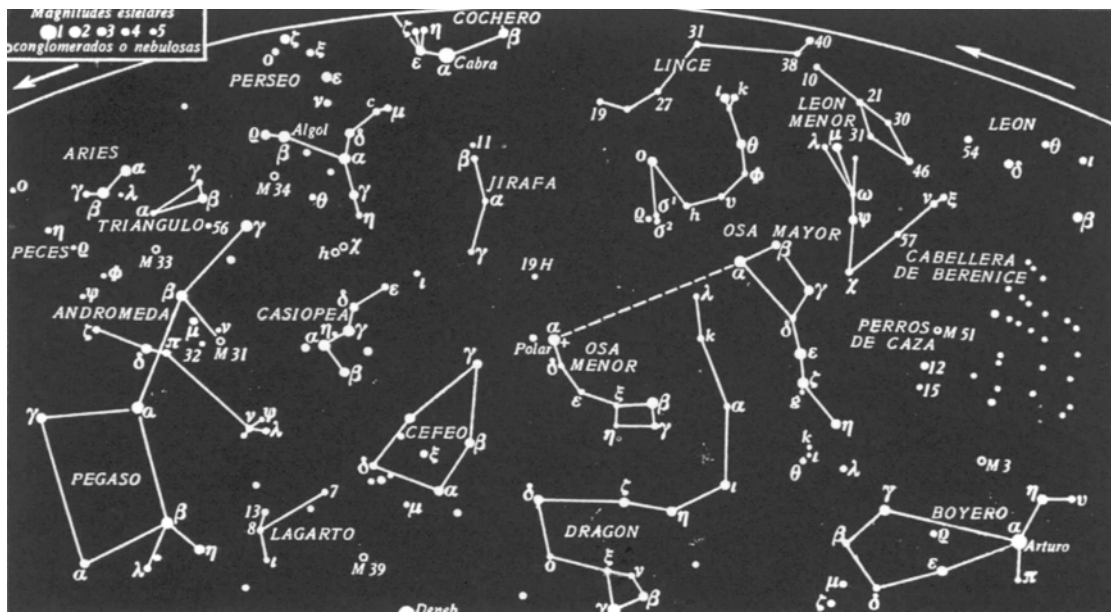 Magnitudes estelares
1 2 3 4 5
conglomerados o nebulosas
COCHERO
ζ η
ε α β
Cabra
PERSEO
ο ζ ξ
ε
ν
c μ
Algol
ϱ β δ
α
γ
θ η
M 34
h χ
ARIES
α
γ β λ
ο
TRIANGULO
γ
α β
56
PECES
η
ϱ
M 33
Φ
ψ
ANDROMEDA
γ
β
μ ν
32 M 31
π
ζ δ
ν φ
λ
α
PEGASO
γ
β
η
α λ
JIRAFA
11
β
α
γ
19 H
CASIOPEA
ι
ε
δ
η γ
α
β
CEFEO
γ
β
ξ
δ α
μ
LAGARTO
7
13
8
ι
M 39
Deneb
LINCE
31
40
38
27
19
LEON
MENOR
10
21
30
31
46
LEON
54
θ
δ ι
β
OSA MAYOR
ι k
θ
Φ
υ
h
ο
σ¹
ϱ σ²
λ μ
ω
ψ
χ
57
ν ξ
β
α
γ
δ
ε
ζ
g
η
CABELLERA
DE BERENICE
PERROS
DE CAZA
M 51
12
15
M 3
OSA
MENOR
α
Polar
δ
ε ξ β
η γ
DRAGON
λ
k
α
ι
η
ζ
δ
ο
ξ
ν
γ β
BOYERO
k
θ ι
λ
γ
η υ
α
Arturo
β ϱ
ε
π
μ
ζ δ